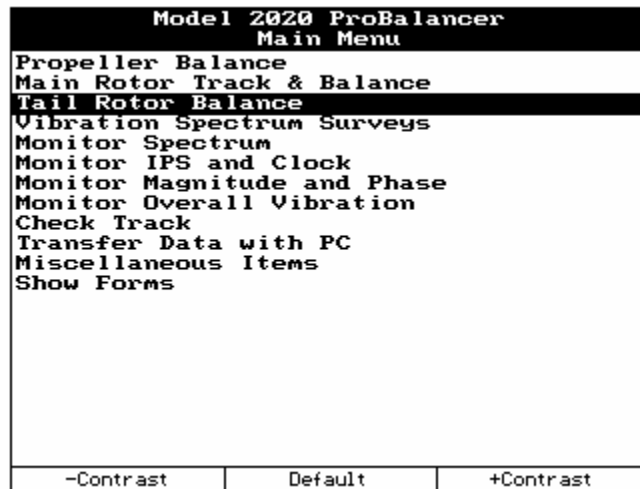 Model 2020 ProBalancer
Main Menu
Propeller Balance
Main Rotor Track & Balance
Tail Rotor Balance
Vibration Spectrum Surveys
Monitor Spectrum
Monitor IPS and Clock
Monitor Magnitude and Phase
Monitor Overall Vibration
Check Track
Transfer Data with PC
Miscellaneous Items
Show Forms
-Contrast Default +Contrast